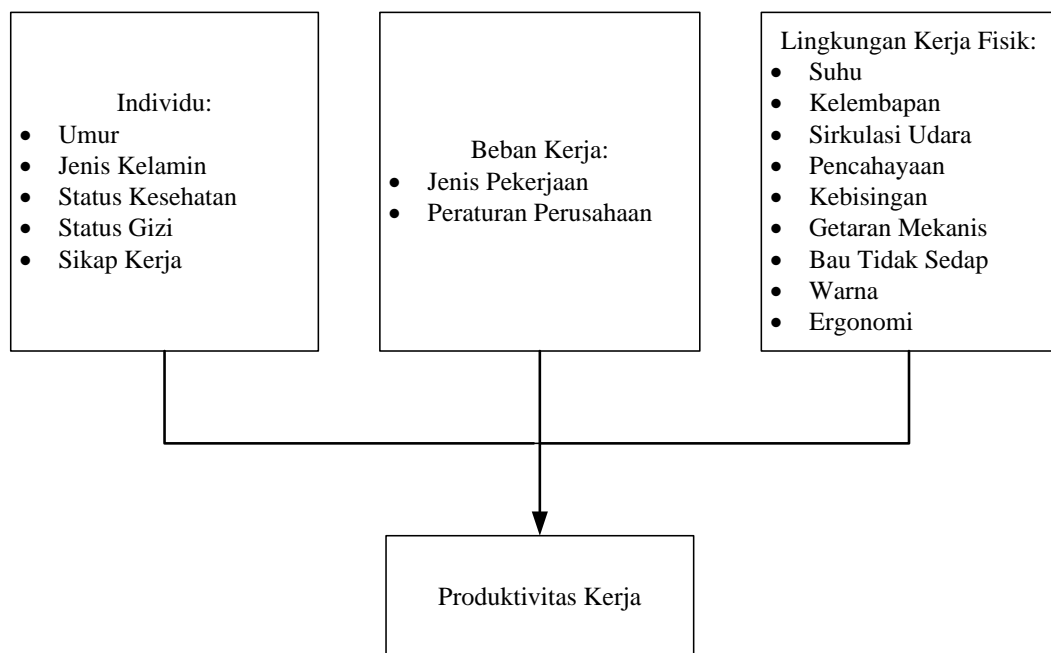 Individu:
• Umur
• Jenis Kelamin
• Status Kesehatan
• Status Gizi
• Sikap Kerja
Beban Kerja:
• Jenis Pekerjaan
• Peraturan Perusahaan
Lingkungan Kerja Fisik:
• Suhu
• Kelembapan
• Sirkulasi Udara
• Pencahayaan
• Kebisingan
• Getaran Mekanis
• Bau Tidak Sedap
• Warna
• Ergonomi
Produktivitas Kerja